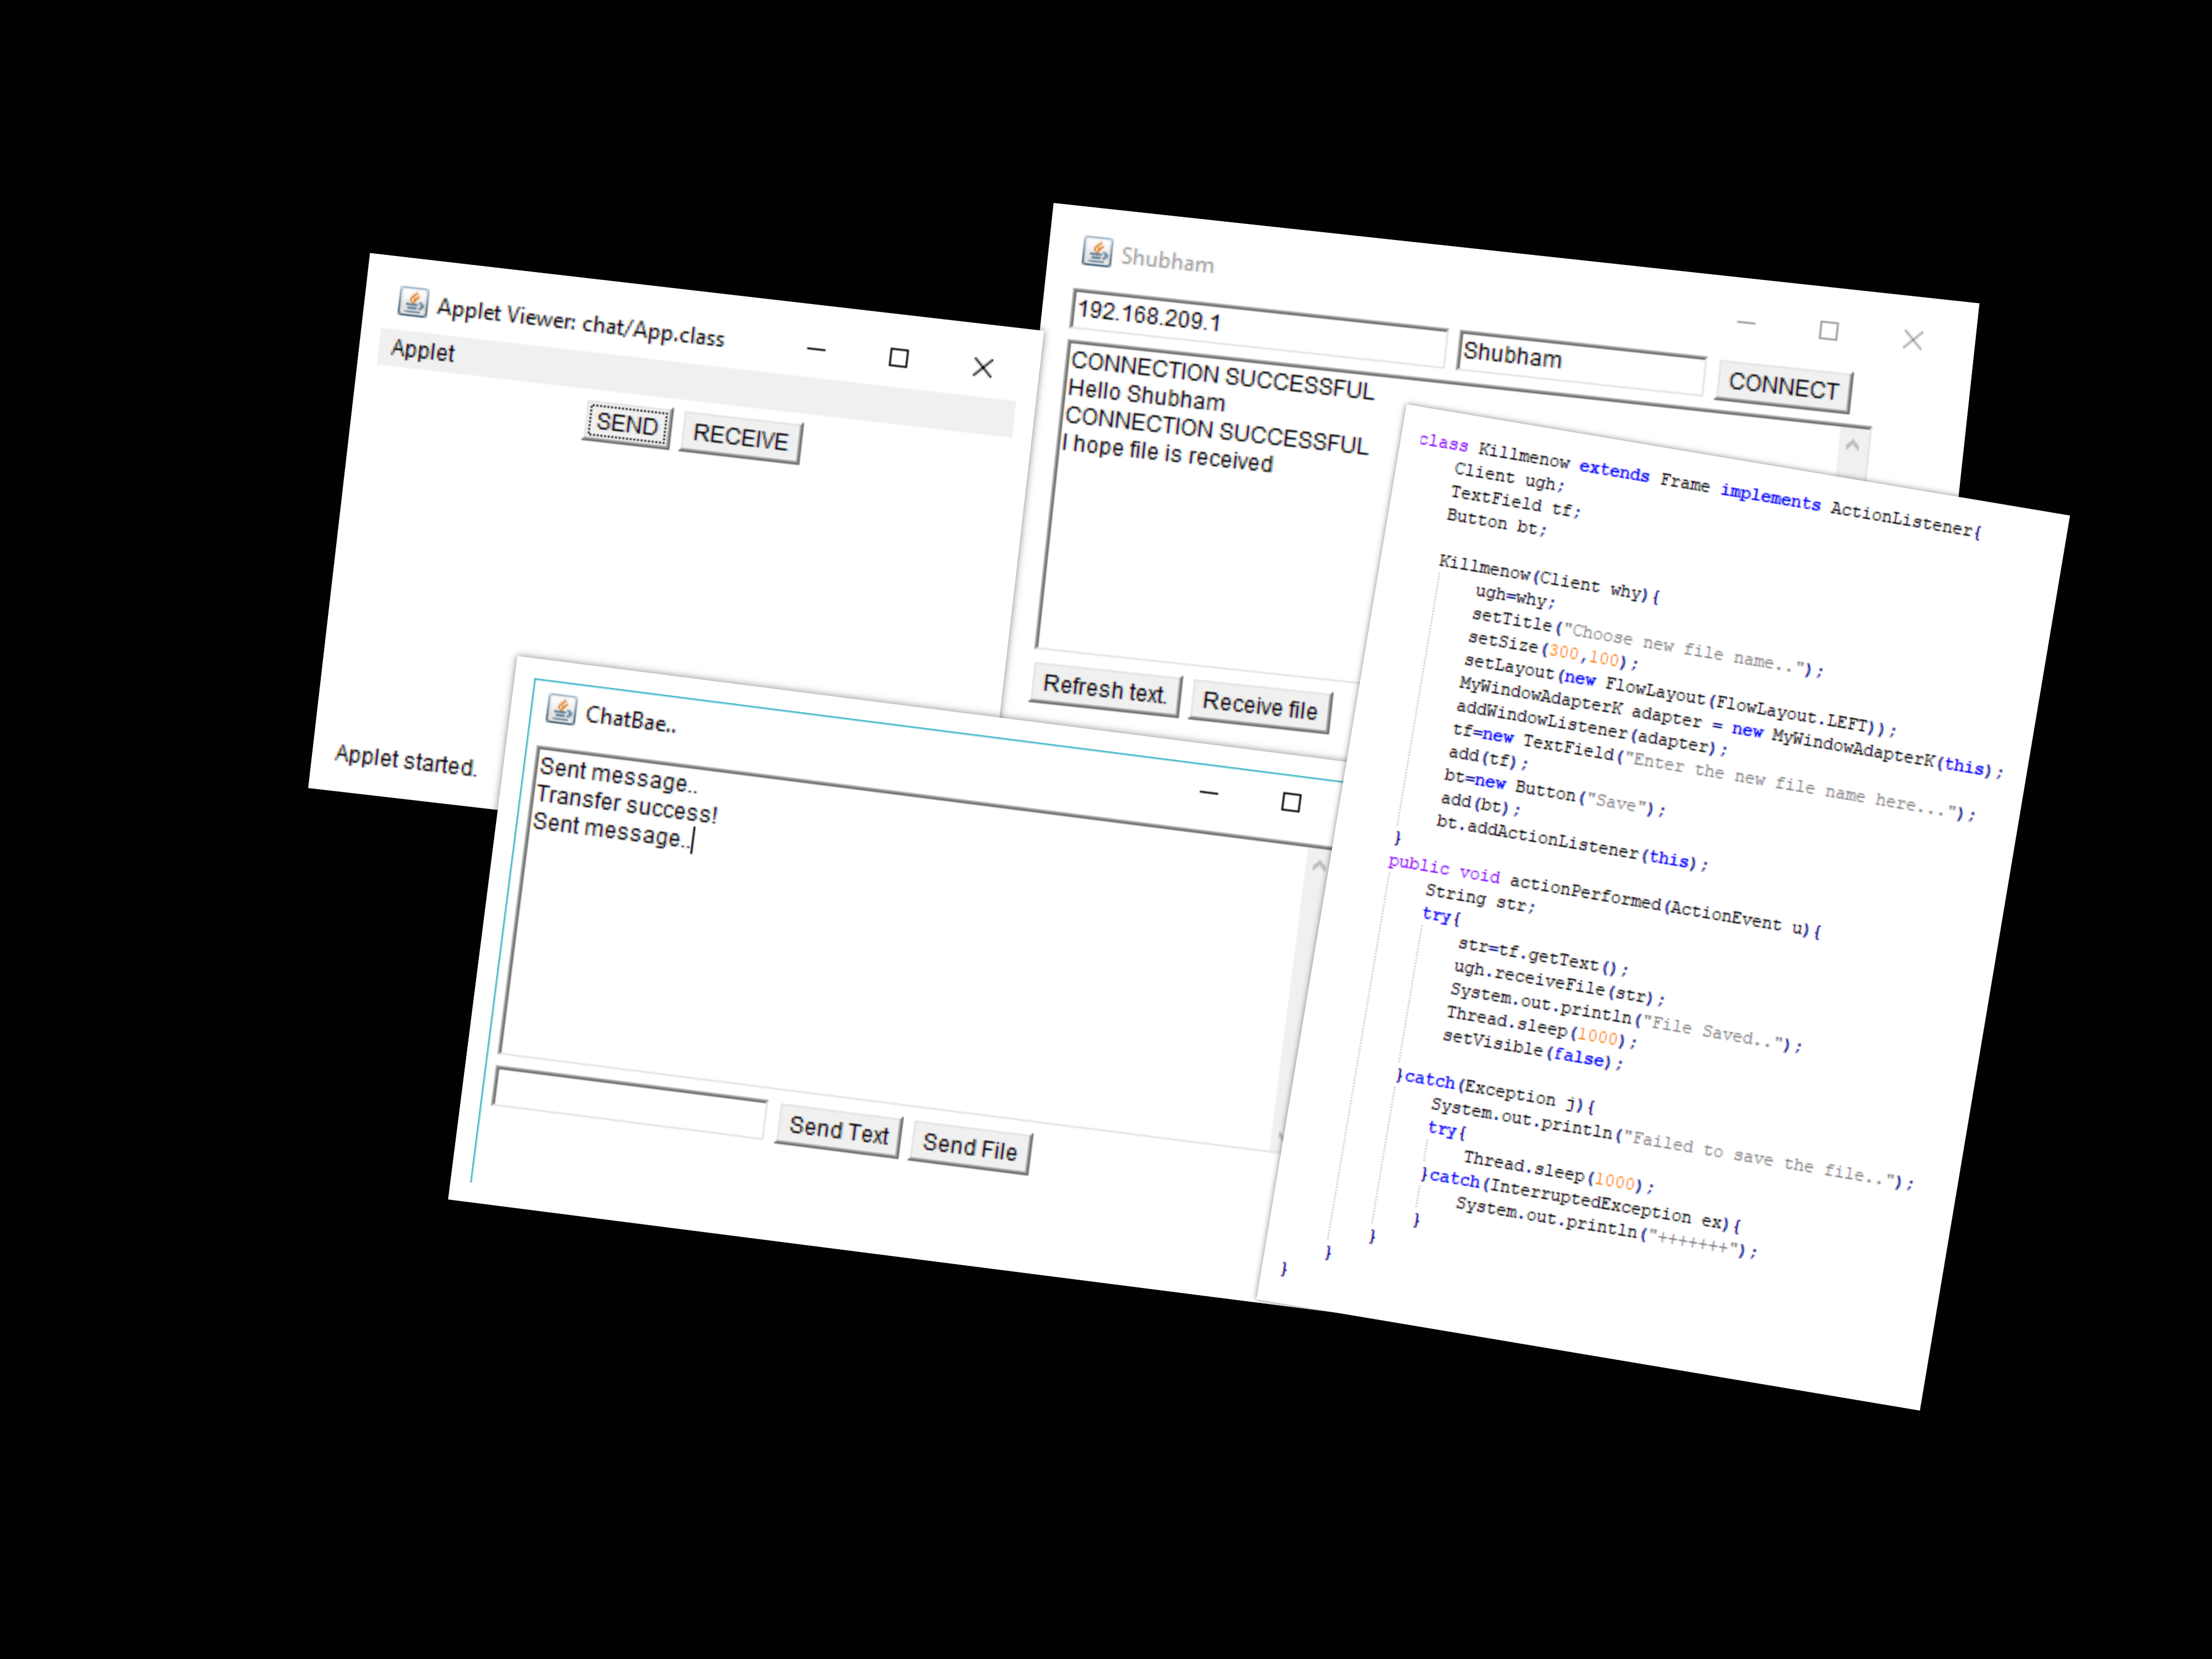 Applet Viewer: chat/App.class
Applet
SEND RECEIVE
Applet started.
Shubham
192.168.209.1 Shubham CONNECT
CONNECTION SUCCESSFUL
Hello Shubham
CONNECTION SUCCESSFUL
I hope file is received
Refresh text. Receive file
ChatBae..
Sent message..
Transfer success!
Sent message..
Send Text Send File
class Killmenow extends Frame implements ActionListener{
Client ugh;
TextField tf;
Button bt;
Killmenow(Client why){
ugh=why;
setTitle("Choose new file name..");
setSize(300,100);
setLayout(new FlowLayout(FlowLayout.LEFT));
MyWindowAdapterK adapter = new MyWindowAdapterK(this);
addWindowListener(adapter);
tf=new TextField("Enter the new file name here...");
add(tf);
bt=new Button("Save");
add(bt);
bt.addActionListener(this);
}
public void actionPerformed(ActionEvent u){
String str;
try{
str=tf.getText();
ugh.receiveFile(str);
System.out.println("File Saved..");
Thread.sleep(1000);
setVisible(false);
}catch(Exception j){
System.out.println("Failed to save the file..");
try{
Thread.sleep(1000);
}catch(InterruptedException ex){
System.out.println("+++++++");
}
}
}
}